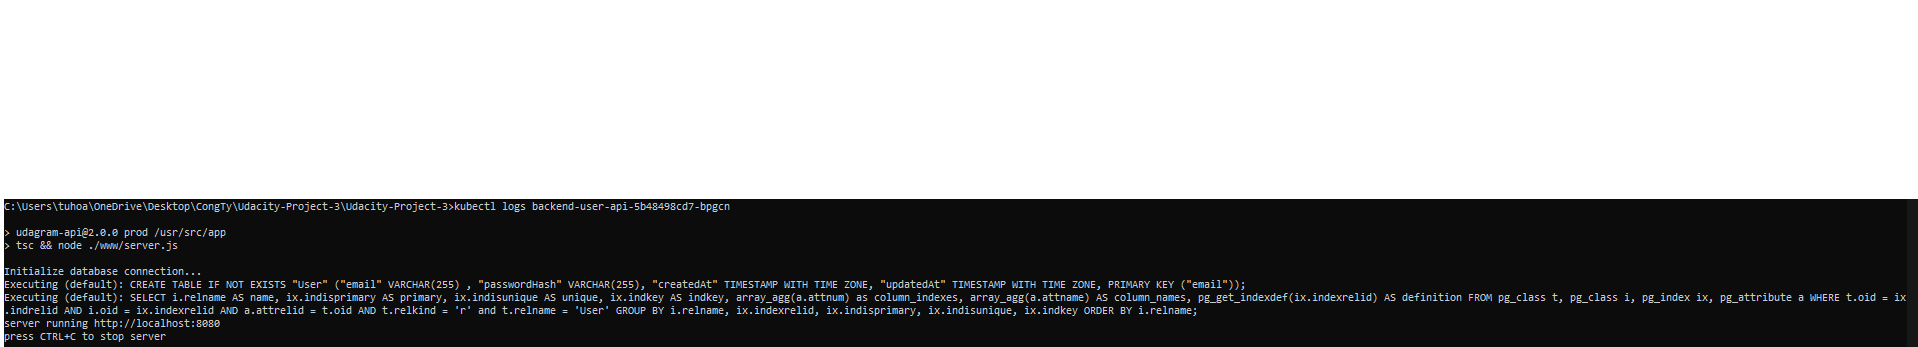 C:\Users\tuhoa\OneDrive\Desktop\CongTy\Udacity-Project-3\Udacity-Project-3>kubectl logs backend-user-api-5b48498cd7-bpgcn
> udagram-api@2.0.0 prod /usr/src/app
> tsc && node ./www/server.js
Initialize database connection...
Executing (default): CREATE TABLE IF NOT EXISTS "User" ("email" VARCHAR(255) , "passwordHash" VARCHAR(255), "createdAt" TIMESTAMP WITH TIME ZONE, "updatedAt" TIMESTAMP WITH TIME ZONE, PRIMARY KEY ("email"));
Executing (default): SELECT i.relname AS name, ix.indisprimary AS primary, ix.indisunique AS unique, ix.indkey AS indkey, array_agg(a.attnum) as column_indexes, array_agg(a.attname) AS column_names, pg_get_indexdef(ix.indexrelid) AS definition FROM pg_class t, pg_class i, pg_index ix, pg_attribute a WHERE t.oid = ix
.indrelid AND i.oid = ix.indexrelid AND a.attrelid = t.oid AND t.relkind = 'r' and t.relname = 'User' GROUP BY i.relname, ix.indexrelid, ix.indisprimary, ix.indisunique, ix.indkey ORDER BY i.relname;
server running http://localhost:8080
press CTRL+C to stop server